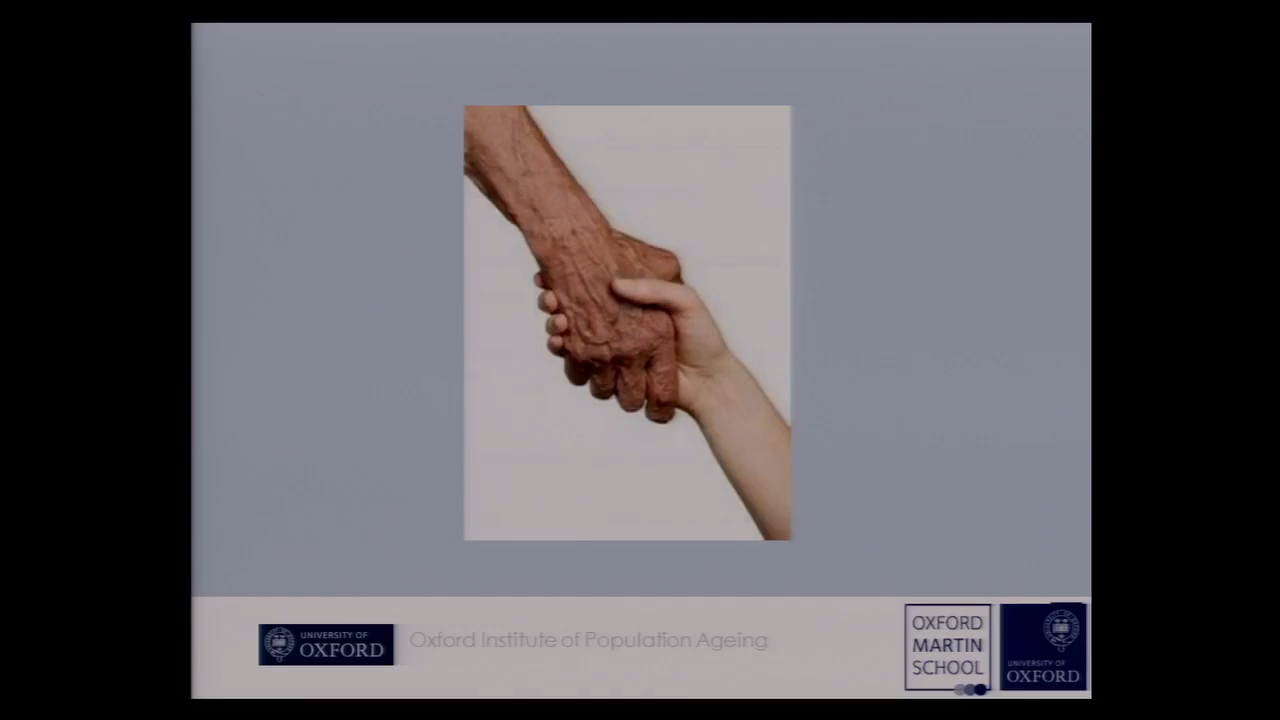 UNIVERSITY OF
OXFORD
Oxford Institute of Population Ageing
OXFORD
MARTIN
SCHOOL
UNIVERSITY OF
OXFORD